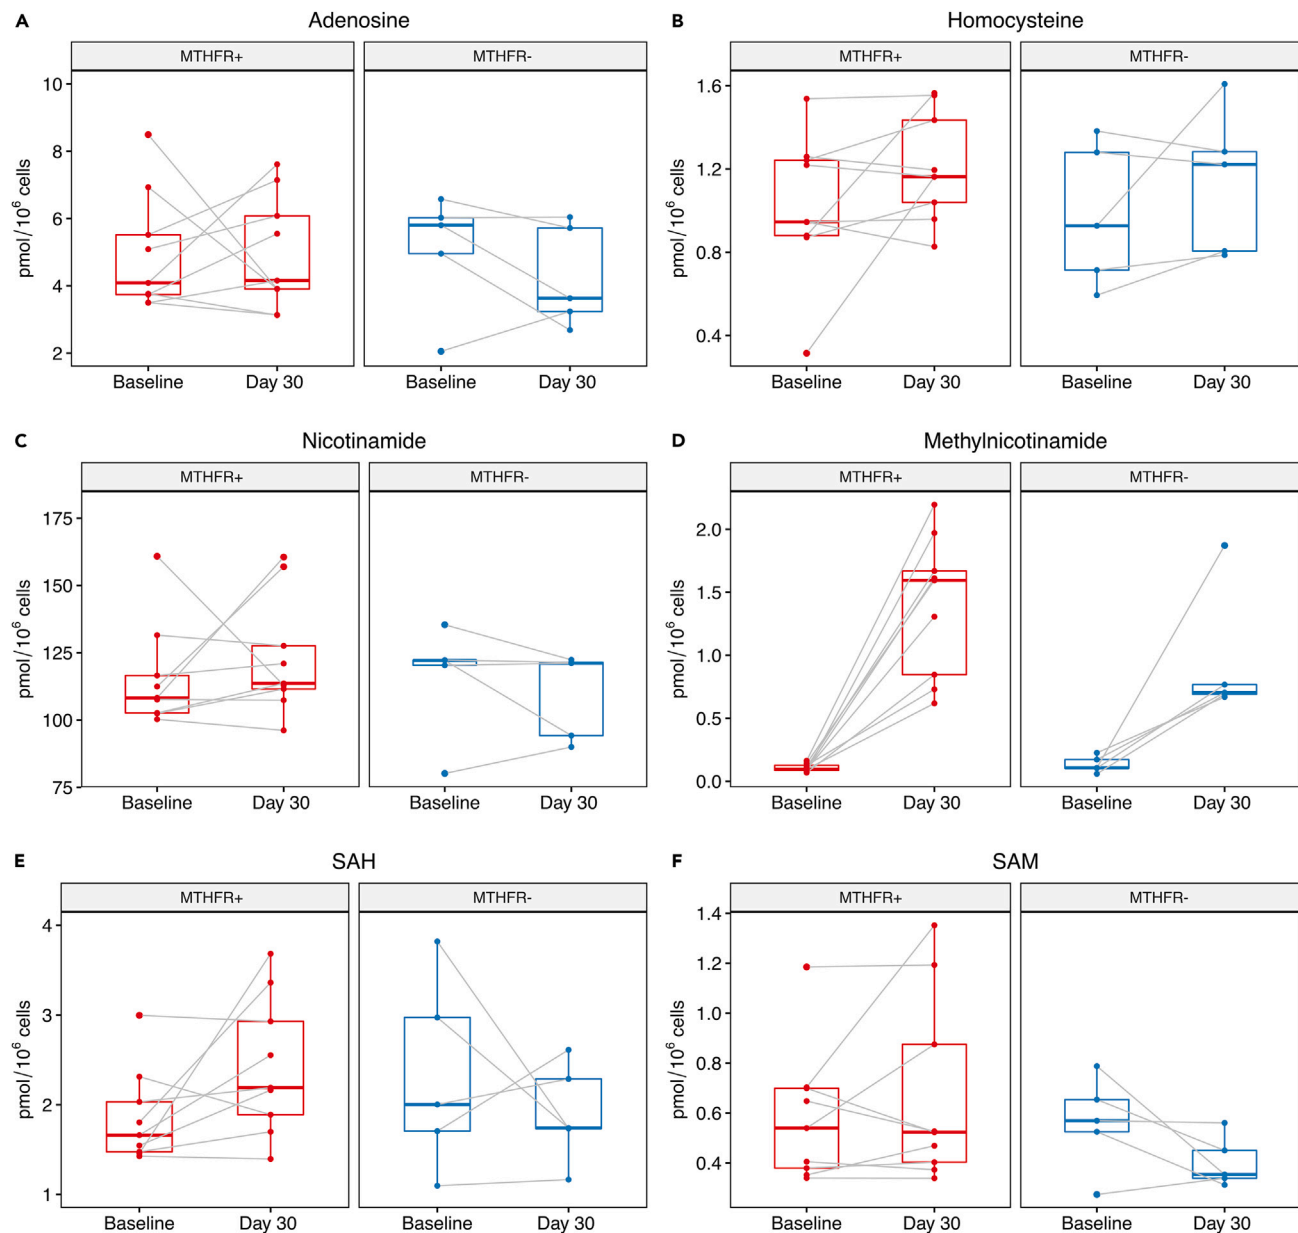 A Adenosine
MTHFR+ MTHFR-
pmol/10⁶ cells
10
8
6
4
2
Baseline Day 30 Baseline Day 30
B Homocysteine
MTHFR+ MTHFR-
pmol/10⁶ cells
1.6
1.2
0.8
0.4
Baseline Day 30 Baseline Day 30
C Nicotinamide
MTHFR+ MTHFR-
pmol/10⁶ cells
175
150
125
100
75
Baseline Day 30 Baseline Day 30
D Methylnicotinamide
MTHFR+ MTHFR-
pmol/10⁶ cells
2.0
1.5
1.0
0.5
0.0
Baseline Day 30 Baseline Day 30
E SAH
MTHFR+ MTHFR-
pmol/10⁶ cells
4
3
2
1
Baseline Day 30 Baseline Day 30
F SAM
MTHFR+ MTHFR-
pmol/10⁶ cells
1.4
1.2
1.0
0.8
0.6
0.4
Baseline Day 30 Baseline Day 30